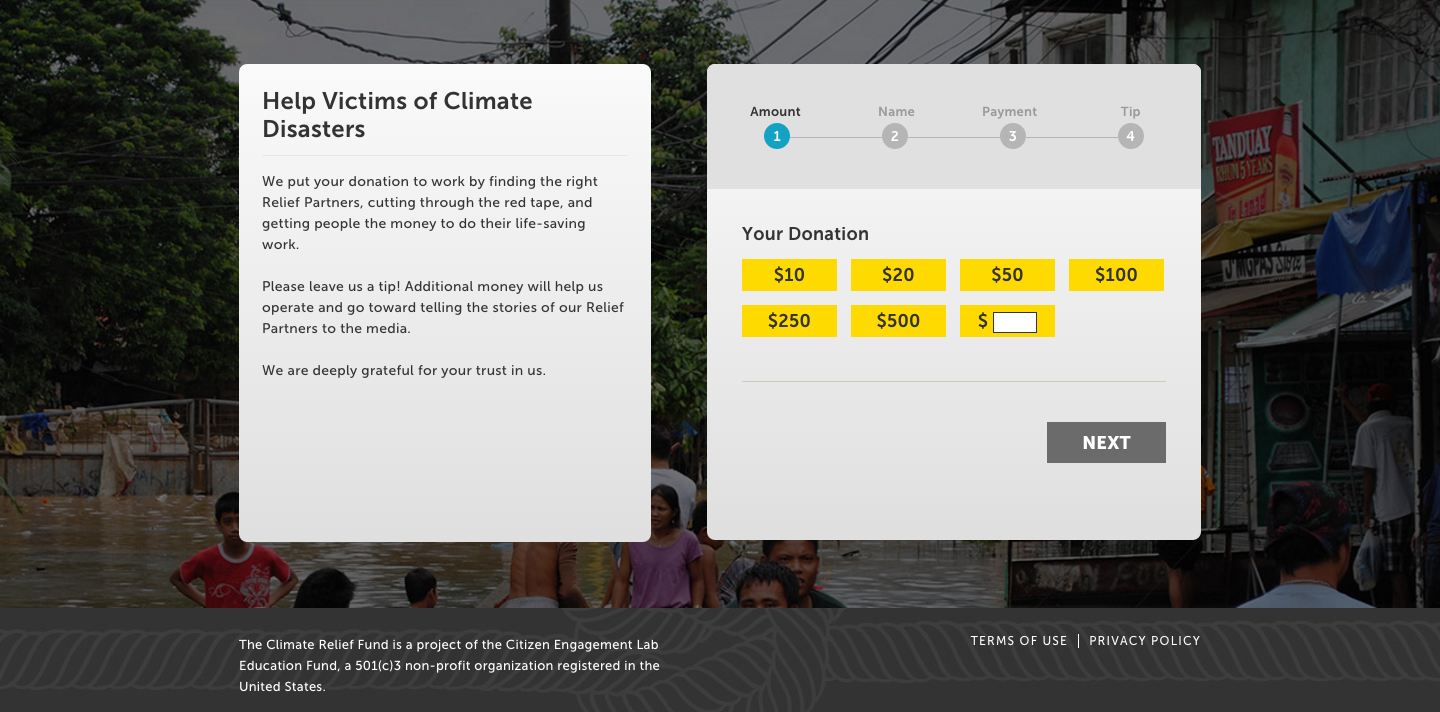 Help Victims of Climate
Disasters
We put your donation to work by finding the right
Relief Partners, cutting through the red tape, and
getting people the money to do their life-saving
work.
Please leave us a tip! Additional money will help us
operate and go toward telling the stories of our Relief
Partners to the media.
We are deeply grateful for your trust in us.
Amount Name Payment Tip
1 2 3 4
Your Donation
$10 $20 $50 $100
$250 $500 $
NEXT
TANDUAY
RHUM 5 YEARS
The Climate Relief Fund is a project of the Citizen Engagement Lab
Education Fund, a 501(c)3 non-profit organization registered in the
United States.
TERMS OF USE | PRIVACY POLICY